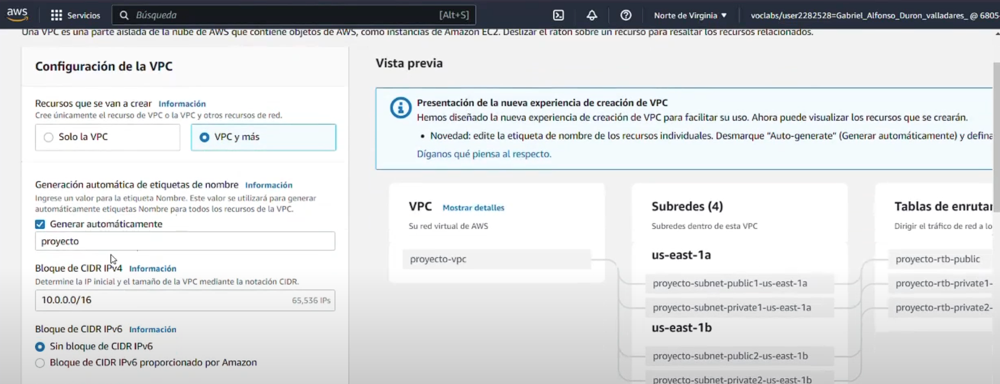 aws
Servicios
Búsqueda [Alt+S]
Norte de Virginia
voclabs/user2282528=Gabriel_Alfonso_Duron_valladares_ @ 6805
Una VPC es una parte aislada de la nube de AWS que contiene objetos de AWS, como instancias de Amazon EC2. Deslizar el ratón sobre un recurso para resaltar los recursos relacionados.
Configuración de la VPC
Recursos que se van a crear Información
Cree únicamente el recurso de VPC o la VPC y otros recursos de red.
Solo la VPC
VPC y más
Generación automática de etiquetas de nombre Información
Ingrese un valor para la etiqueta Nombre. Este valor se utilizará para generar
automáticamente etiquetas Nombre para todos los recursos de la VPC.
Generar automáticamente
proyecto
Bloque de CIDR IPv4 Información
Determine la IP inicial y el tamaño de la VPC mediante la notación CIDR.
10.0.0.0/16 65,536 IPs
Bloque de CIDR IPv6 Información
Sin bloque de CIDR IPv6
Bloque de CIDR IPv6 proporcionado por Amazon
Vista previa
Presentación de la nueva experiencia de creación de VPC
Hemos diseñado la nueva experiencia de creación de VPC para facilitar su uso. Ahora puede visualizar los recursos que se crearán.
• Novedad: edite la etiqueta de nombre de los recursos individuales. Desmarque "Auto-generate" (Generar automáticamente) y defina
Díganos qué piensa al respecto.
VPC Mostrar detalles
Su red virtual de AWS
proyecto-vpc
Subredes (4)
Subredes dentro de esta VPC
us-east-1a
proyecto-subnet-public1-us-east-1a
proyecto-subnet-private1-us-east-1a
us-east-1b
proyecto-subnet-public2-us-east-1b
proyecto-subnet-private2-us-east-1b
Tablas de enrutar
Dirigir el tráfico de red a lo
proyecto-rtb-public
proyecto-rtb-private1-
proyecto-rtb-private2-